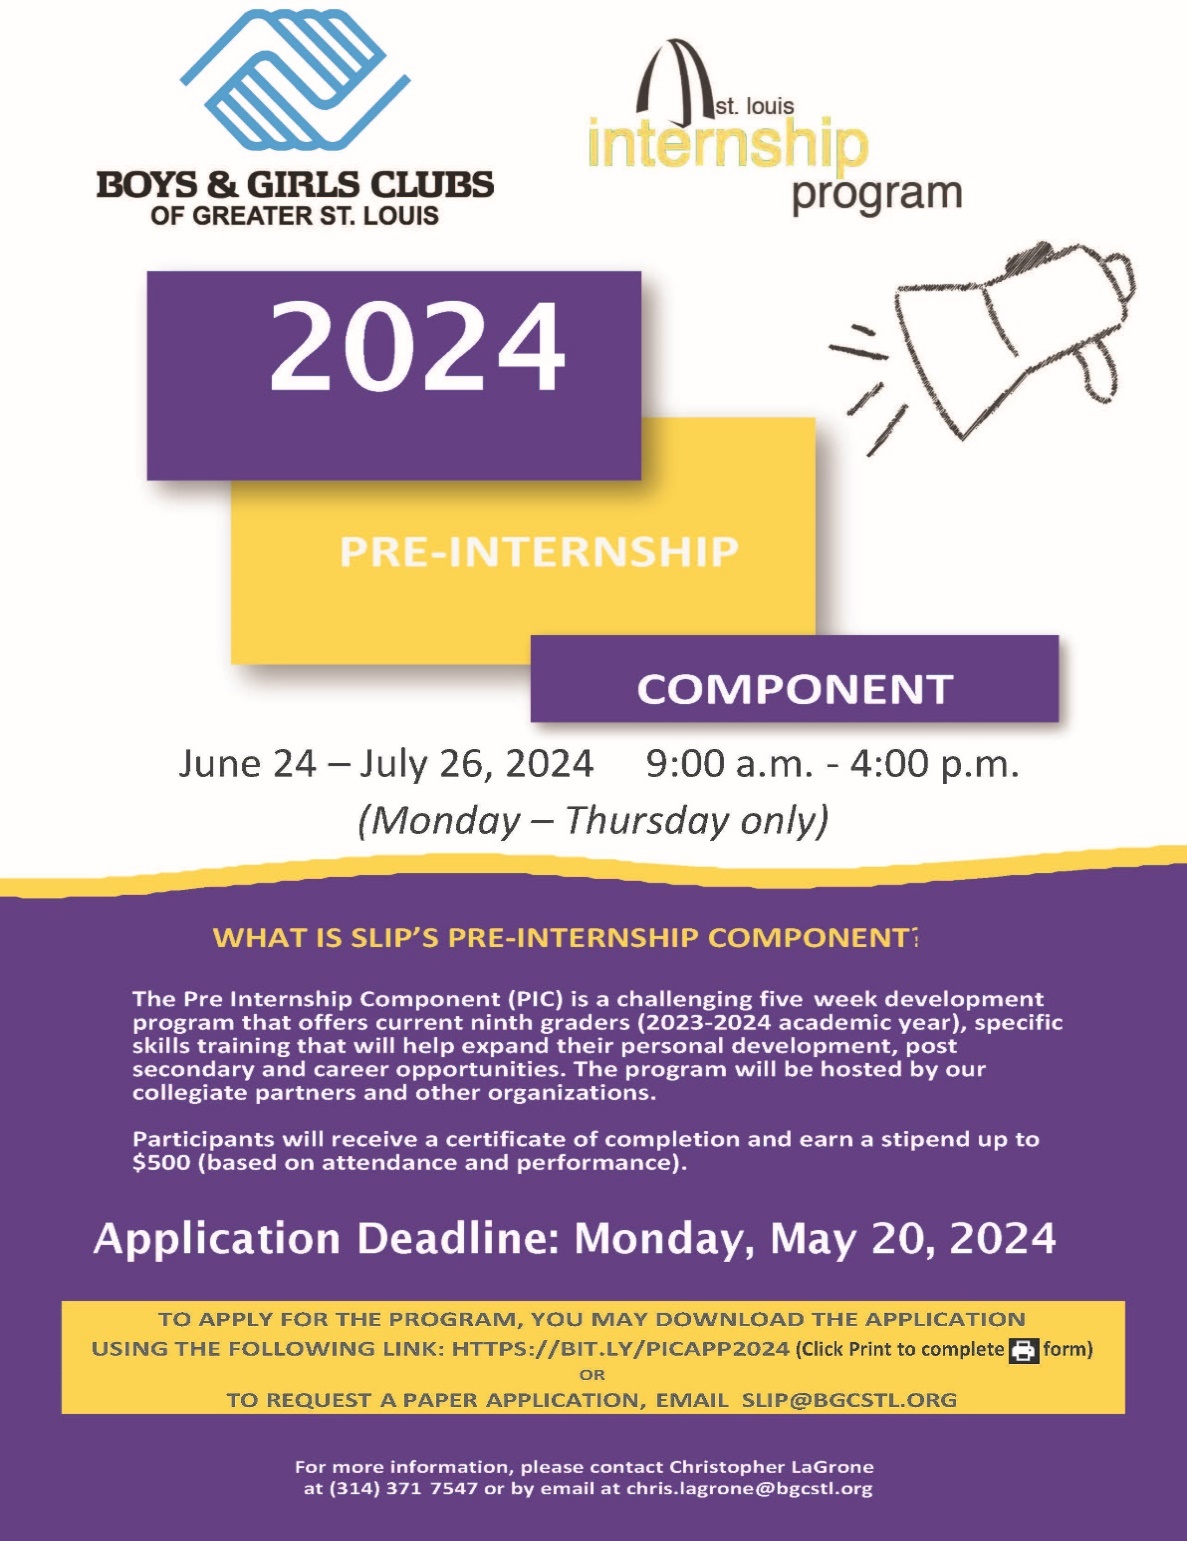 BOYS & GIRLS CLUBS
OF GREATER ST. LOUIS
st. louis
internship
program
2024
PRE-INTERNSHIP
COMPONENT
June 24 – July 26, 2024 9:00 a.m. - 4:00 p.m.
(Monday – Thursday only)
WHAT IS SLIP’S PRE-INTERNSHIP COMPONENT?
The Pre Internship Component (PIC) is a challenging five week development
program that offers current ninth graders (2023-2024 academic year), specific
skills training that will help expand their personal development, post
secondary and career opportunities. The program will be hosted by our
collegiate partners and other organizations.
Participants will receive a certificate of completion and earn a stipend up to
$500 (based on attendance and performance).
Application Deadline: Monday, May 20, 2024
TO APPLY FOR THE PROGRAM, YOU MAY DOWNLOAD THE APPLICATION
USING THE FOLLOWING LINK: HTTPS://BIT.LY/PICAPP2024 (Click Print to complete form)
OR
TO REQUEST A PAPER APPLICATION, EMAIL SLIP@BGCSTL.ORG
For more information, please contact Christopher LaGrone
at (314) 371 7547 or by email at chris.lagrone@bgcstl.org